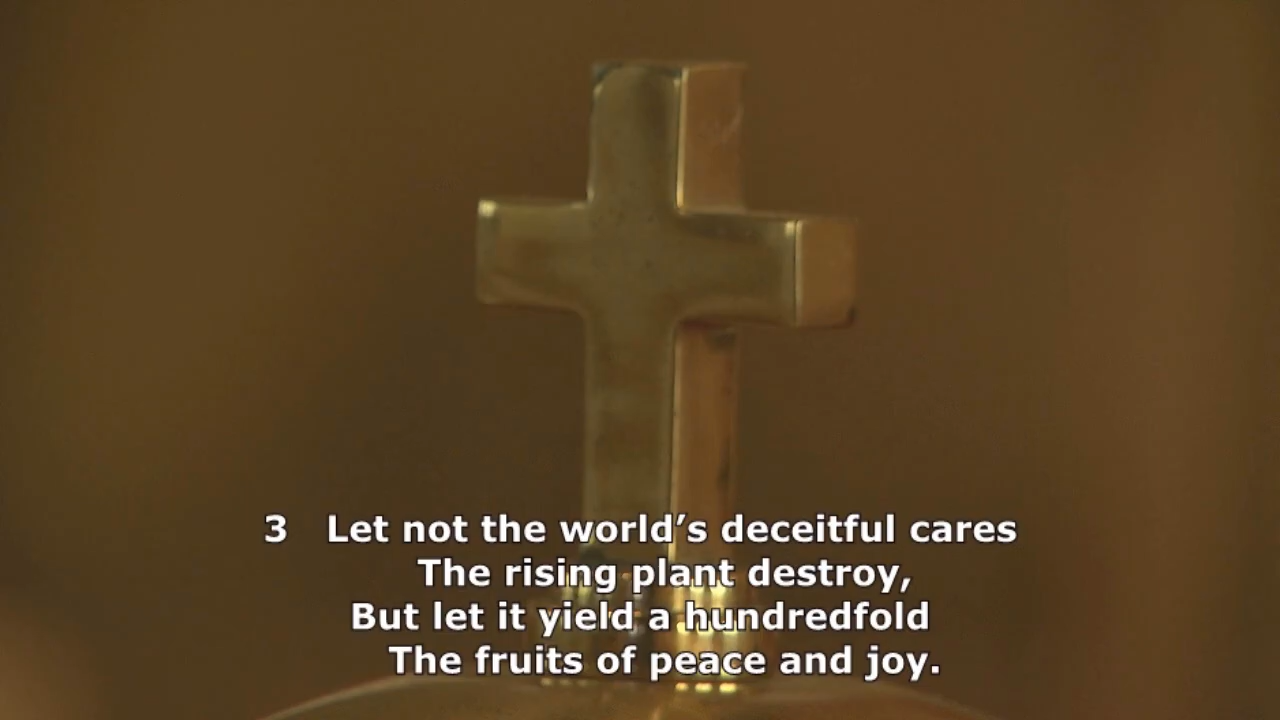 3 Let not the world's deceitful cares
The rising plant destroy,
But let it yield a hundredfold
The fruits of peace and joy.